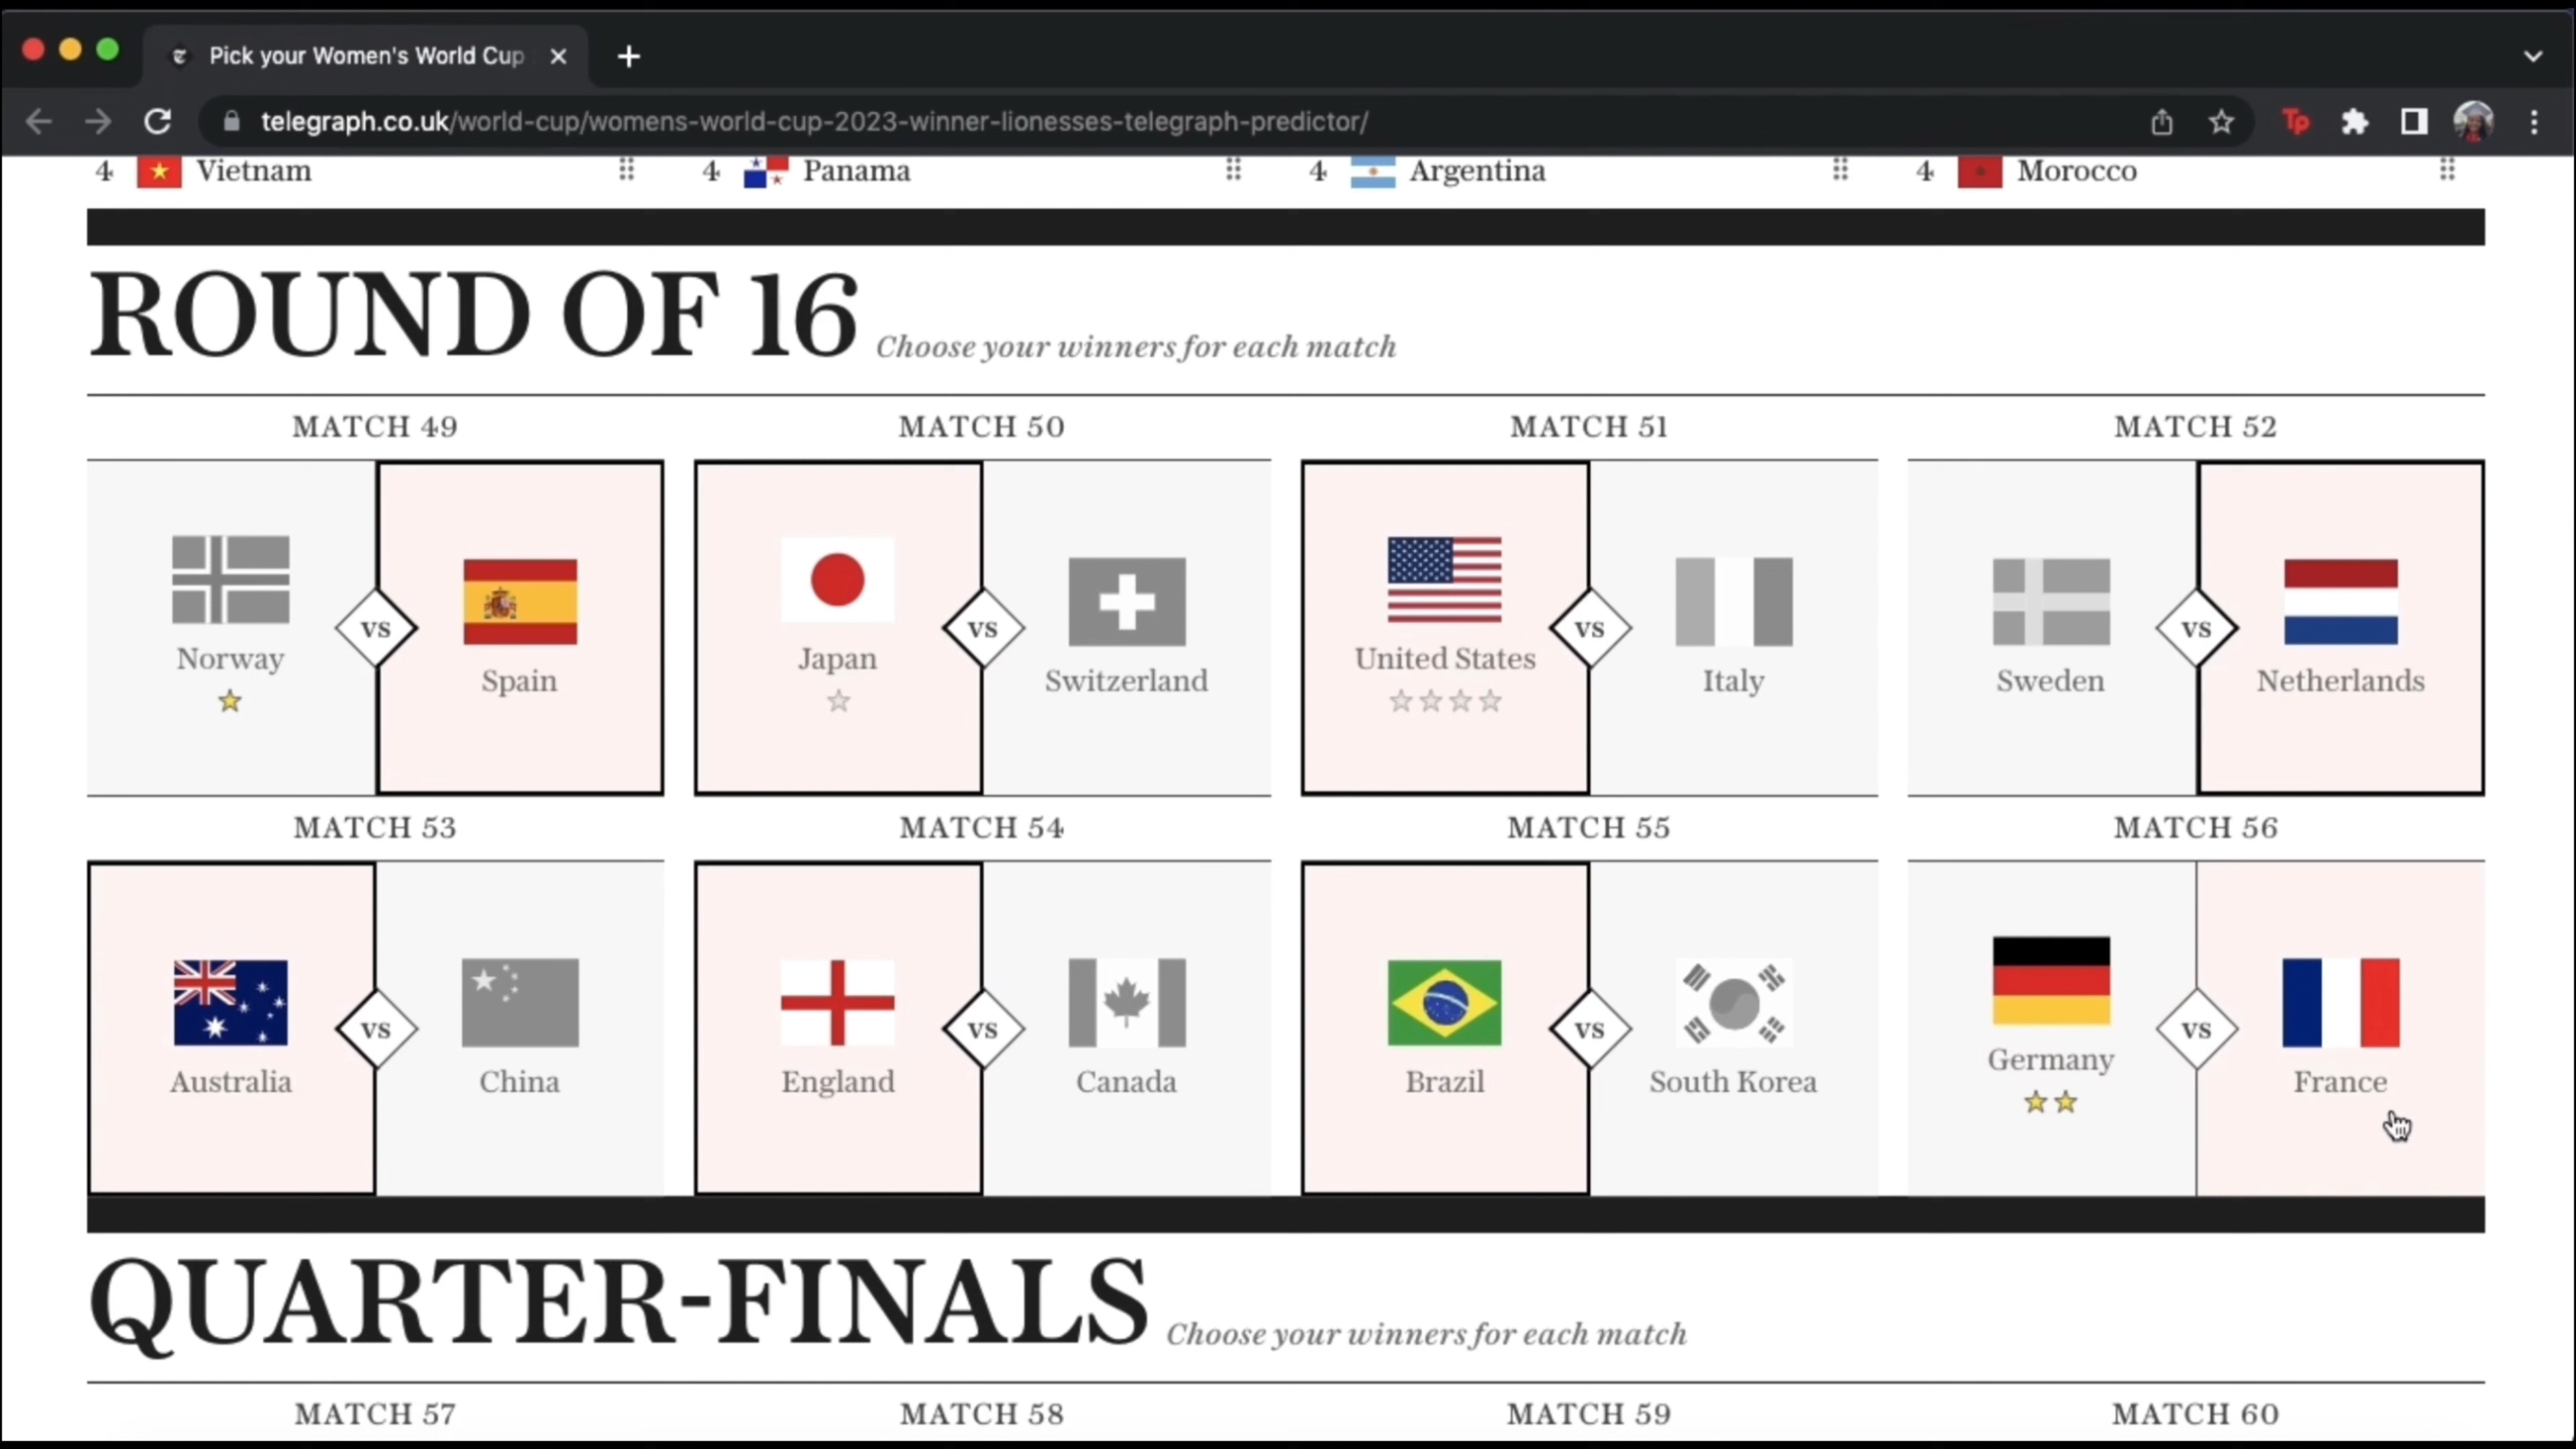 Pick your Women's World Cup
telegraph.co.uk/world-cup/womens-world-cup-2023-winner-lionesses-telegraph-predictor/
Tp
4 Vietnam 4 Panama 4 Argentina 4 Morocco
ROUND OF 16 Choose your winners for each match
MATCH 49 MATCH 50 MATCH 51 MATCH 52
Norway vs Spain Japan vs Switzerland United States vs Italy Sweden vs Netherlands
MATCH 53 MATCH 54 MATCH 55 MATCH 56
Australia vs China England vs Canada Brazil vs South Korea Germany vs France
QUARTER-FINALS Choose your winners for each match
MATCH 57 MATCH 58 MATCH 59 MATCH 60